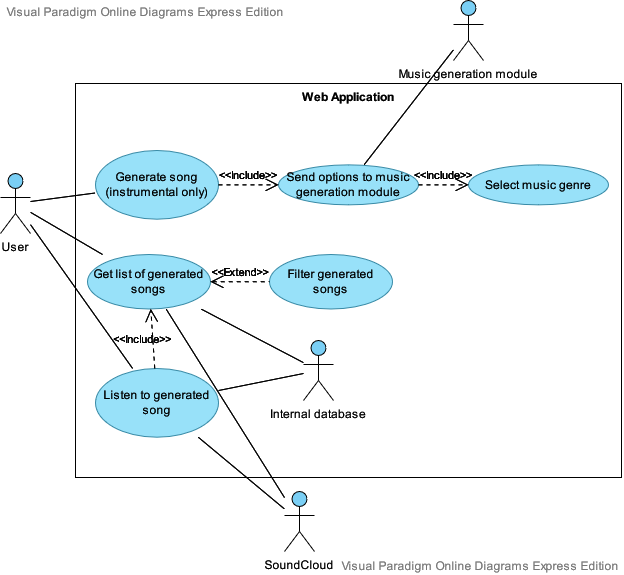 Visual Paradigm Online Diagrams Express Edition
Music generation module
Web Application
Generate song
(instrumental only)
<<Include>>
Send options to music
generation module
<<Include>>
Select music genre
User
Get list of generated
songs
<<Extend>>
Filter generated
songs
<<Include>>
Listen to generated
song
Internal database
SoundCloud
Visual Paradigm Online Diagrams Express Edition